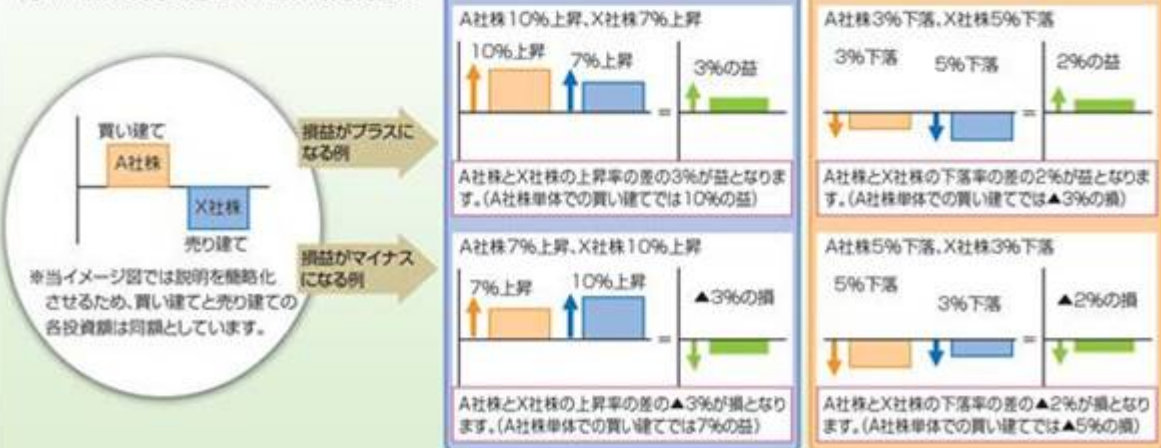 買い建て
A社株
X社株
売り建て
※当イメージ図では説明を簡略化
させるため、買い建てと売り建ての
各投資額は同額としています。
損益がプラスに
なる例
損益がマイナス
になる例
A社株10%上昇、X社株7%上昇
10%上昇
7%上昇
=
3%の益
A社株とX社株の上昇率の差の3%が益となりま
す。(A社株単体での買い建てでは10%の益)
A社株3%下落、X社株5%下落
3%下落
5%下落
=
2%の益
A社株とX社株の下落率の差の2%が益となりま
す。(A社株単体での買い建てでは▲3%の損)
A社株7%上昇、X社株10%上昇
7%上昇
10%上昇
=
▲3%の損
A社株とX社株の上昇率の差の▲3%が損となり
ます。(A社株単体での買い建てでは7%の益)
A社株5%下落、X社株3%下落
5%下落
3%下落
=
▲2%の損
A社株とX社株の下落率の差の▲2%が損となり
ます。(A社株単体での買い建てでは▲5%の損)